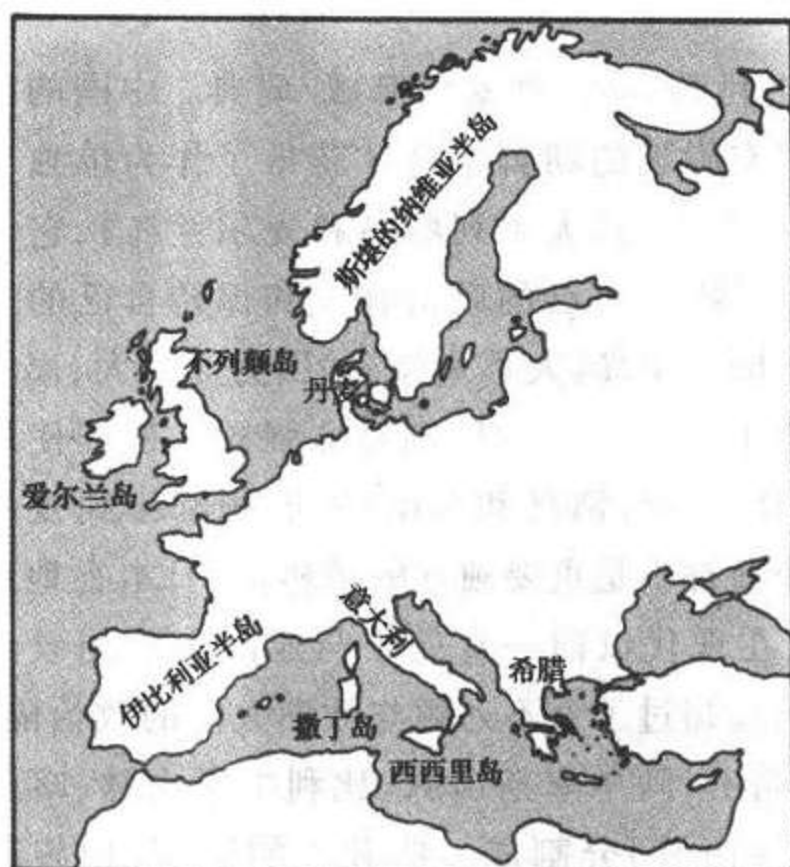 斯堪的纳维亚半岛
不列颠岛
丹麦
爱尔兰岛
意大利
伊比利亚半岛
希腊
撒丁岛
西西里岛